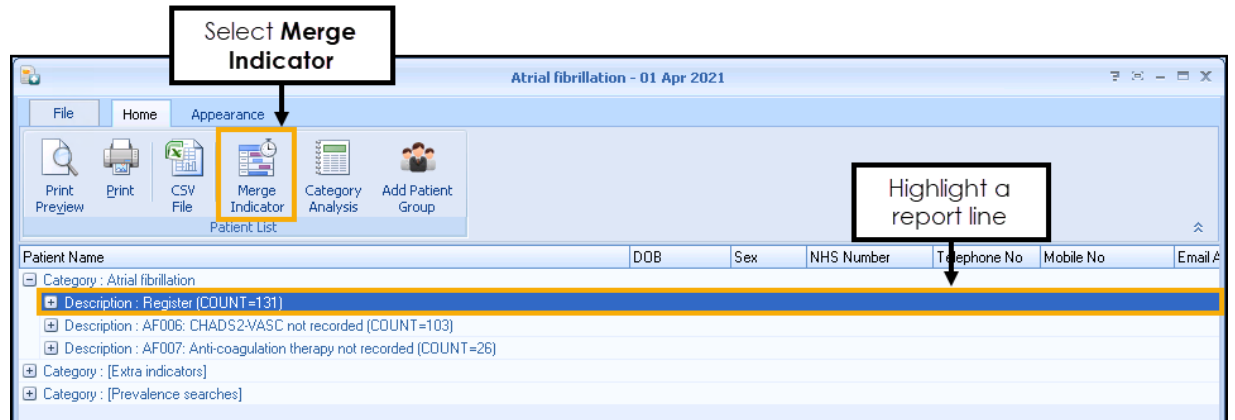 Select Merge
Indicator
Atrial fibrillation - 01 Apr 2021
File Home Appearance
Print Preview
Print
CSV File
Merge Indicator
Category Analysis
Add Patient Group
Patient List
Highlight a
report line
Patient Name DOB Sex NHS Number Telephone No Mobile No Email A
Category : Atrial fibrillation
Description : Register (COUNT=131)
Description : AF006: CHADS2-VASC not recorded (COUNT=103)
Description : AF007: Anti-coagulation therapy not recorded (COUNT=26)
Category : [Extra indicators]
Category : [Prevalence searches]